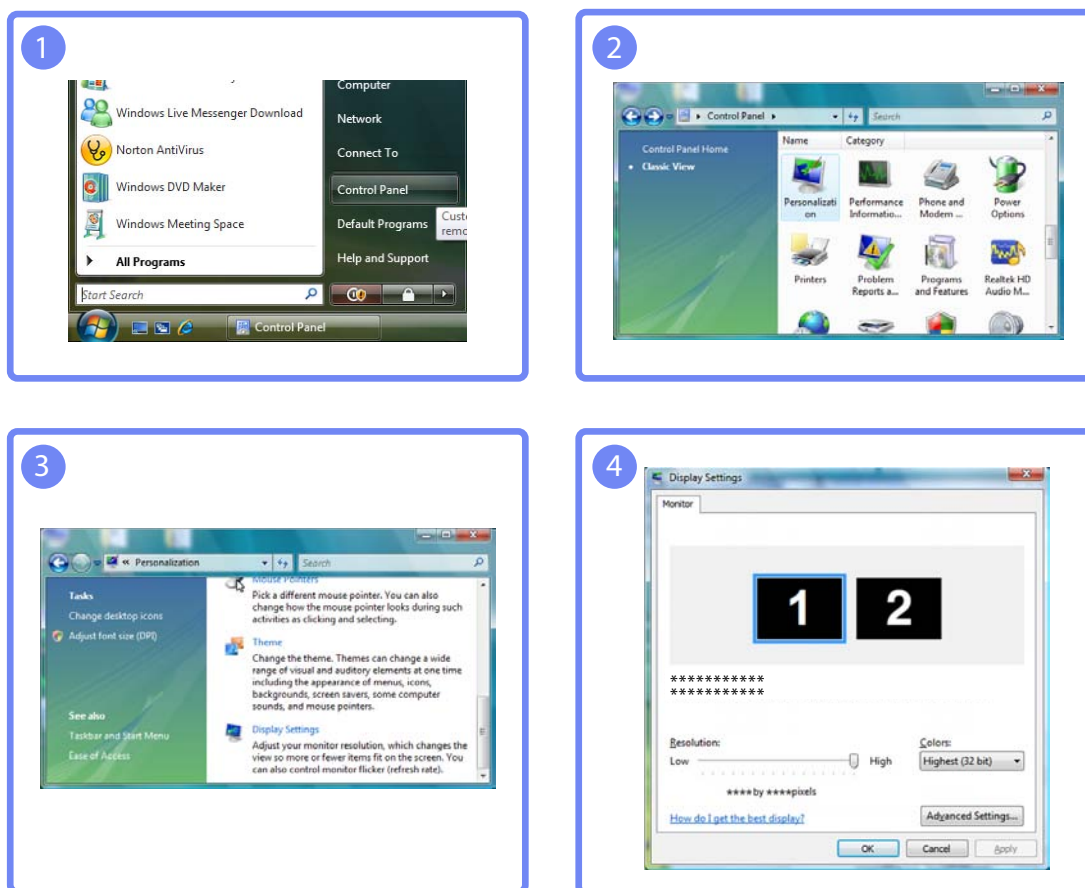 1
Computer
Windows Live Messenger Download
Network
Norton AntiVirus
Connect To
Windows DVD Maker
Control Panel
Windows Meeting Space
Default Programs
Help and Support
All Programs
Start Search
Control Panel
2
Control Panel
Search
Control Panel Home
Classic View
Name Category
Personalizati
on
Performance
Informatio...
Phone and
Modem ...
Power
Options
Printers
Problem
Reports a...
Programs
and Features
Realtek HD
Audio M...
3
« Personalization
Search
Tasks
Change desktop icons
Adjust font size (DPI)
See also
Taskbar and Start Menu
Ease of Access
Mouse Pointers
Pick a different mouse pointer. You can also
change how the mouse pointer looks during such
activities as clicking and selecting.
Theme
Change the theme. Themes can change a wide
range of visual and auditory elements at one time
including the appearance of menus, icons,
backgrounds, screen savers, some computer
sounds, and mouse pointers.
Display Settings
Adjust your monitor resolution, which changes the
view so more or fewer items fit on the screen. You
can also control monitor flicker (refresh rate).
4
Display Settings
Monitor
1 2
***********
***********
Resolution:
Low High
****by ****pixels
Colors:
Highest (32 bit)
How do I get the best display?
Advanced Settings...
OK Cancel Apply